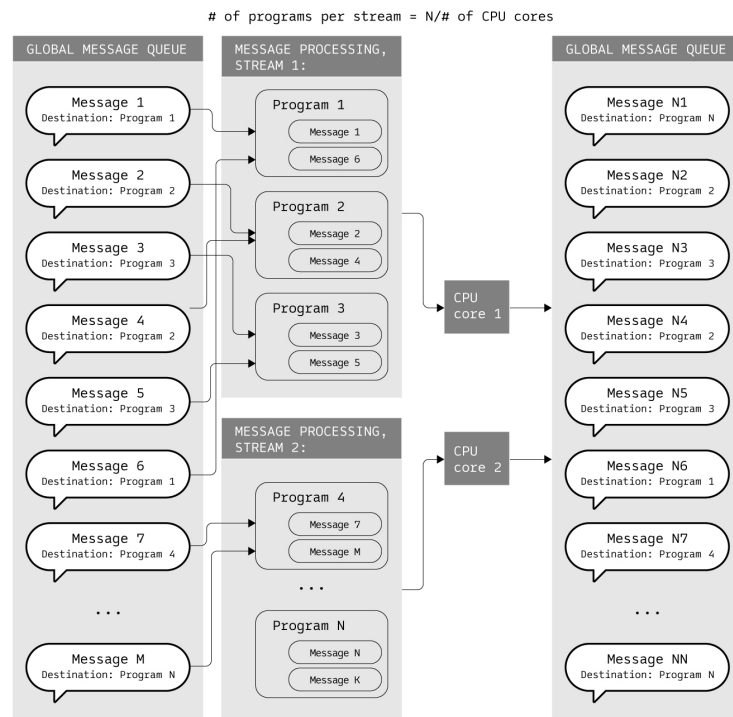 # of programs per stream = N/# of CPU cores
GLOBAL MESSAGE QUEUE
Message 1
Destination: Program 1
Message 2
Destination: Program 2
Message 3
Destination: Program 3
Message 4
Destination: Program 2
Message 5
Destination: Program 3
Message 6
Destination: Program 1
Message 7
Destination: Program 4
...
Message M
Destination: Program N
MESSAGE PROCESSING,
STREAM 1:
Program 1
Message 1
Message 6
Program 2
Message 2
Message 4
Program 3
Message 3
Message 5
MESSAGE PROCESSING,
STREAM 2:
Program 4
Message 7
Message M
...
Program N
Message N
Message K
CPU
core 1
CPU
core 2
GLOBAL MESSAGE QUEUE
Message N1
Destination: Program N
Message N2
Destination: Program 2
Message N3
Destination: Program 3
Message N4
Destination: Program 2
Message N5
Destination: Program 3
Message N6
Destination: Program 1
Message N7
Destination: Program 4
...
Message NN
Destination: Program N